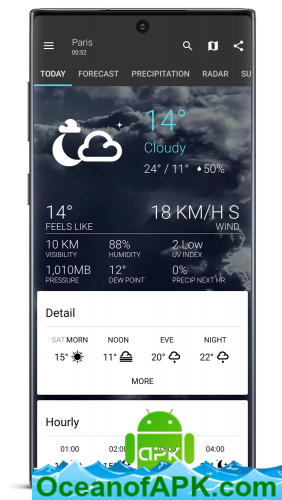 Paris
00:52
TODAY FORECAST PRECIPITATION RADAR SU
14°
Cloudy
24° / 11° 50%
14° 18 KM/H S
FEELS LIKE WIND
10 KM 88% 2 Low
VISIBILITY HUMIDITY UV INDEX
1,010MB 12° 0%
PRESSURE DEW POINT PRECIP NEXT HR
Detail
SAT MORN NOON EVE NIGHT
15° 11° 20° 22°
MORE
Hourly
01:00 02:00 04:00
apk
15°
OceanofAPK.com